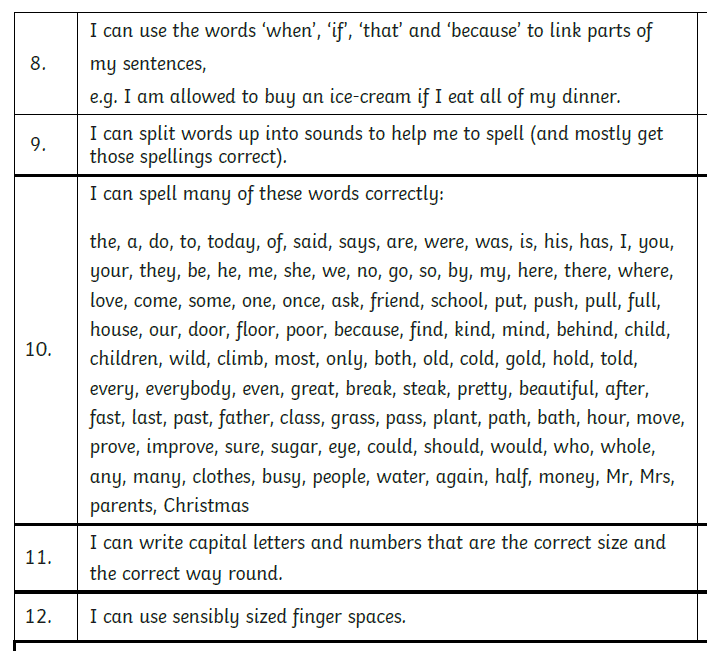 8.
I can use the words ‘when’, ‘if’, ‘that’ and ‘because’ to link parts of
my sentences,
e.g. I am allowed to buy an ice-cream if I eat all of my dinner.
9.
I can split words up into sounds to help me to spell (and mostly get
those spellings correct).
10.
I can spell many of these words correctly:
the, a, do, to, today, of, said, says, are, were, was, is, his, has, I, you,
your, they, be, he, me, she, we, no, go, so, by, my, here, there, where,
love, come, some, one, once, ask, friend, school, put, push, pull, full,
house, our, door, floor, poor, because, find, kind, mind, behind, child,
children, wild, climb, most, only, both, old, cold, gold, hold, told,
every, everybody, even, great, break, steak, pretty, beautiful, after,
fast, last, past, father, class, grass, pass, plant, path, bath, hour, move,
prove, improve, sure, sugar, eye, could, should, would, who, whole,
any, many, clothes, busy, people, water, again, half, money, Mr, Mrs,
parents, Christmas
11.
I can write capital letters and numbers that are the correct size and
the correct way round.
12.
I can use sensibly sized finger spaces.